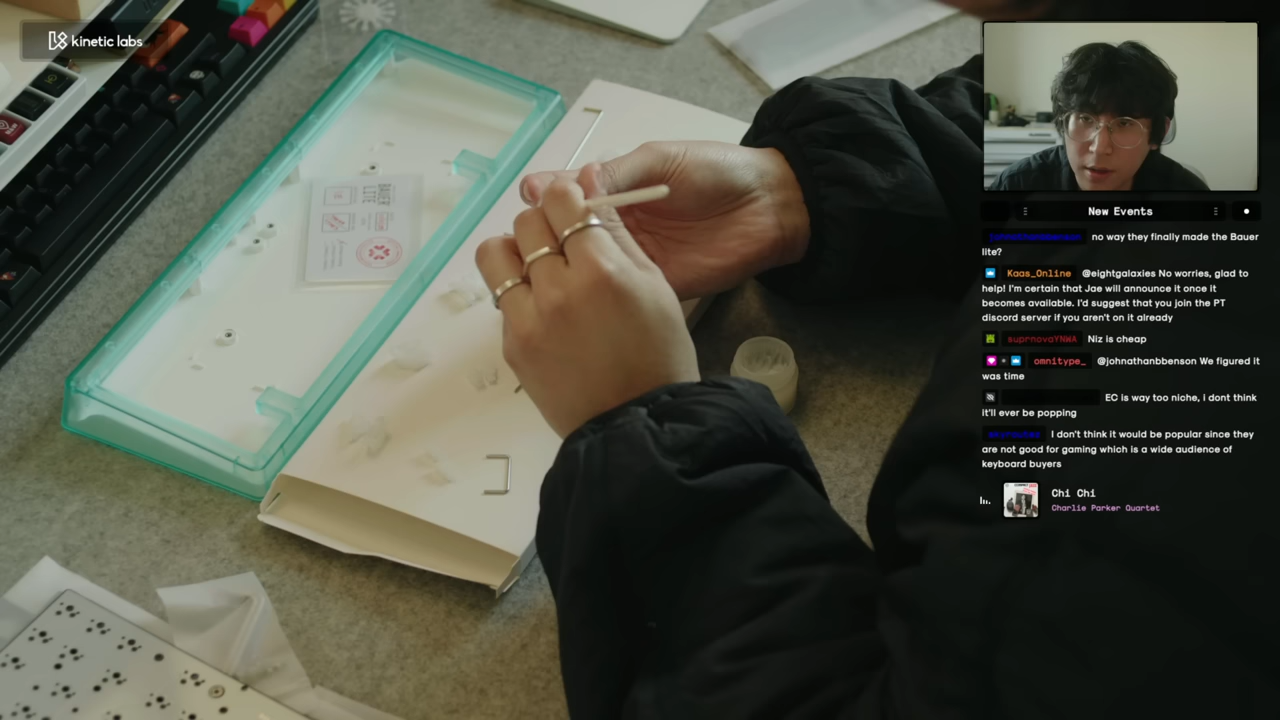 kinetic labs
BAUER
LITE
New Events
no way they finally made the Bauer
lite?
Kaas_Online @eightgalaxies No worries, glad to
help! I'm certain that Jae will announce it once it
becomes available. I'd suggest that you join the PT
discord server if you aren't on it already
suprnovaYNWA Niz is cheap
omnitype_ @johnathanbbenson We figured it
was time
EC is way too niche, i dont think
it'll ever be popping
I don't think it would be popular since they
are not good for gaming which is a wide audience of
keyboard buyers
Chi Chi
Charlie Parker Quartet